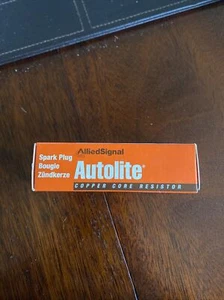 AlliedSignal
Spark Plug
Bougie
Zündkerze
Autolite®
COPPER CORE RESISTOR